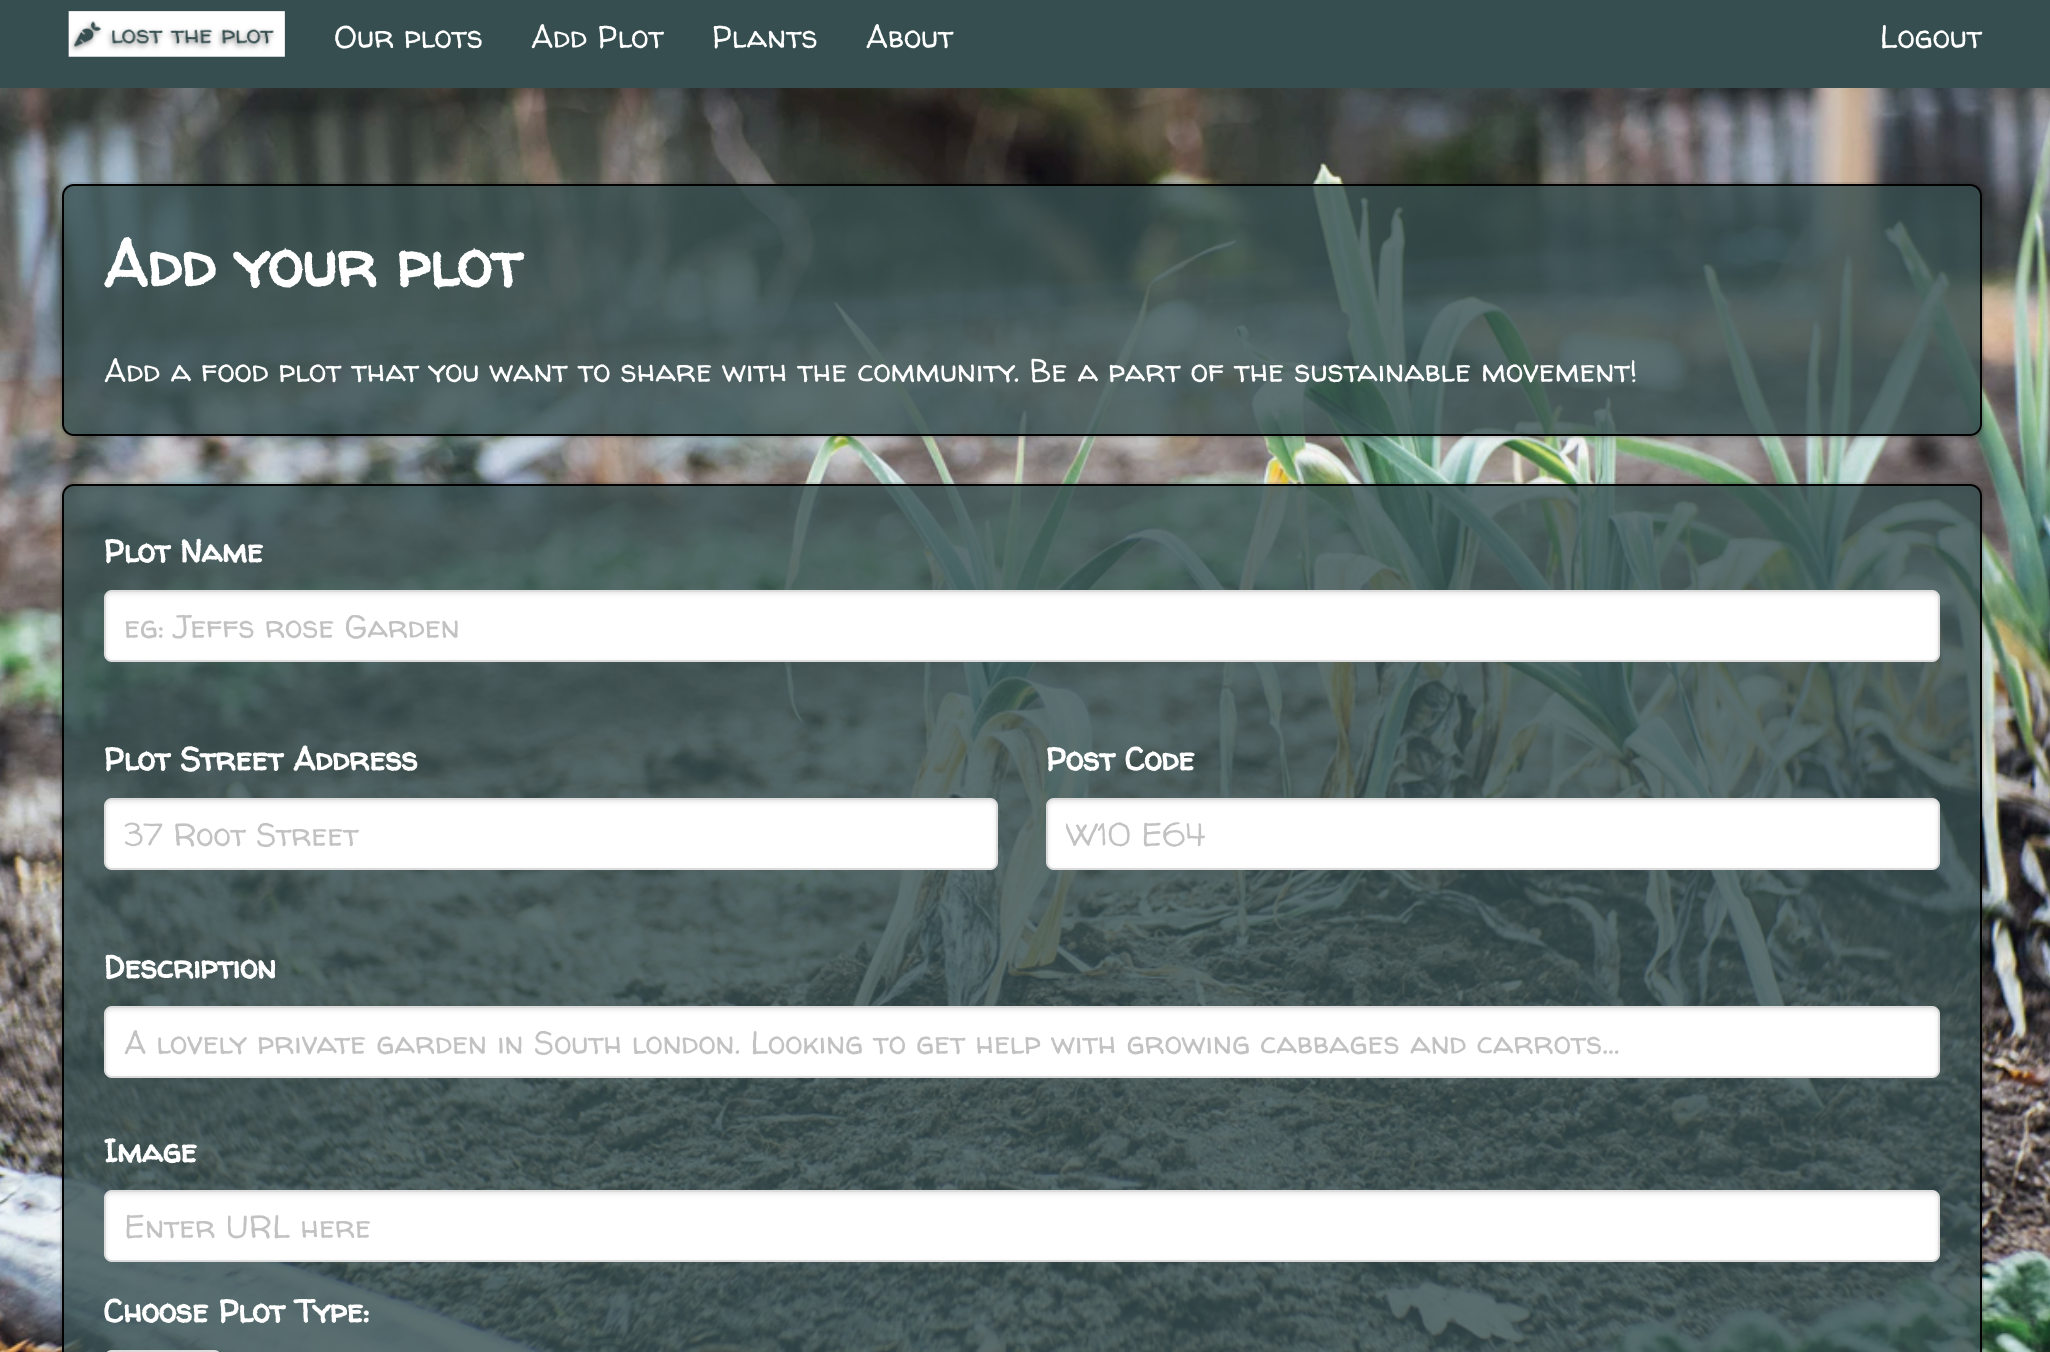 Lost the plot
Our plots Add Plot Plants About Logout
Add your plot
Add a food plot that you want to share with the community. Be a part of the sustainable movement!
Plot Name
eg: Jeffs rose Garden
Plot Street Address Post Code
37 Root Street W10 E64
Description
A lovely private garden in South london. Looking to get help with growing cabbages and carrots...
Image
Enter URL here
Choose Plot Type: